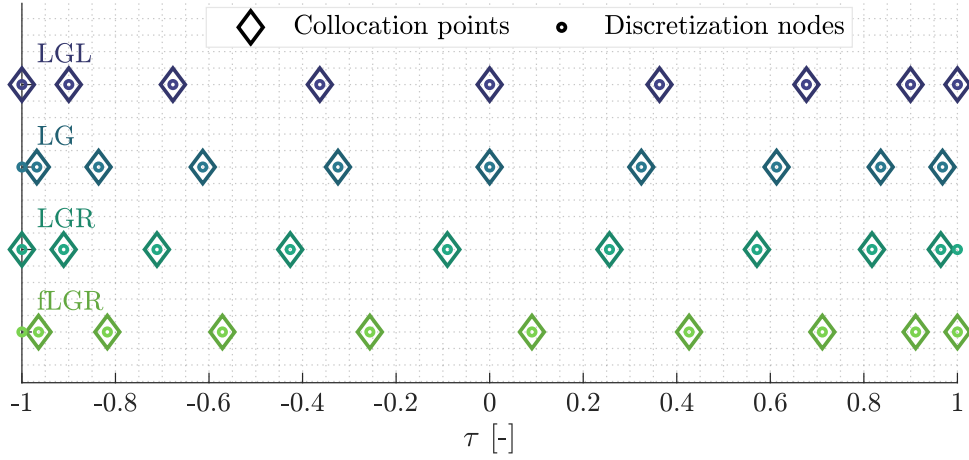 Collocation points Discretization nodes
LGL
LG
LGR
fLGR
-1 -0.8 -0.6 -0.4 -0.2 0 0.2 0.4 0.6 0.8 1
τ [-]